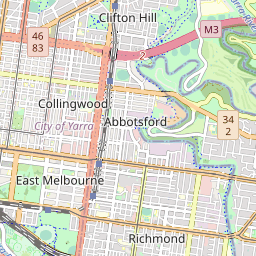 Clifton Hill
M3
46
83
2
Collingwood
Abbotsford
34
2
City of Yarra
East Melbourne
Richmond